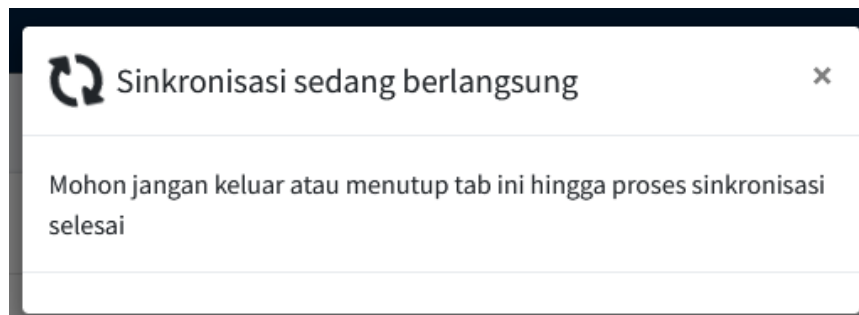 Sinkronisasi sedang berlangsung
Mohon jangan keluar atau menutup tab ini hingga proses sinkronisasi
selesai